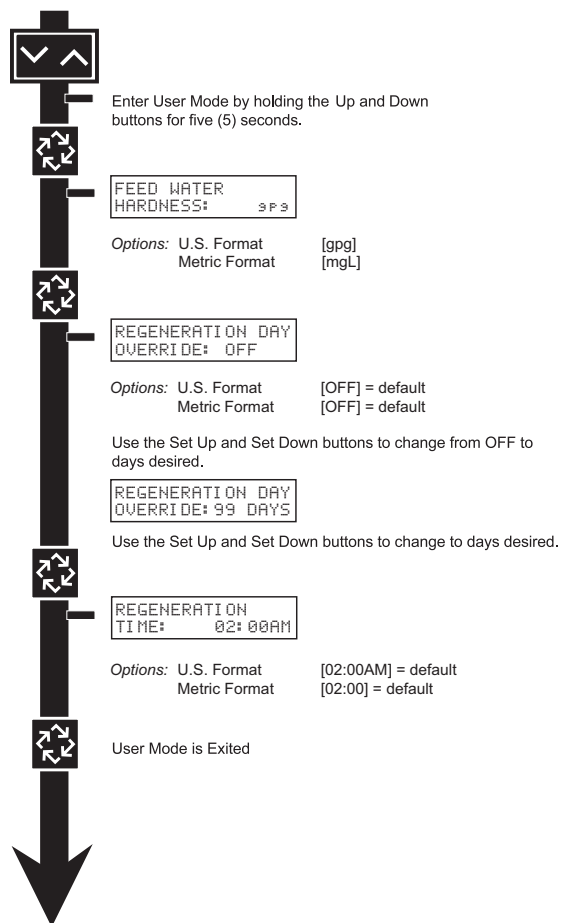 Enter User Mode by holding the Up and Down
buttons for five (5) seconds.
FEED WATER
HARDNESS: gpg
Options: U.S. Format [gpg]
Metric Format [mgL]
REGENERATION DAY
OVERRIDE: OFF
Options: U.S. Format [OFF] = default
Metric Format [OFF] = default
Use the Set Up and Set Down buttons to change from OFF to
days desired.
REGENERATION DAY
OVERRIDE: 99 DAYS
Use the Set Up and Set Down buttons to change to days desired.
REGENERATION
TIME: 02:00AM
Options: U.S. Format [02:00AM] = default
Metric Format [02:00] = default
User Mode is Exited